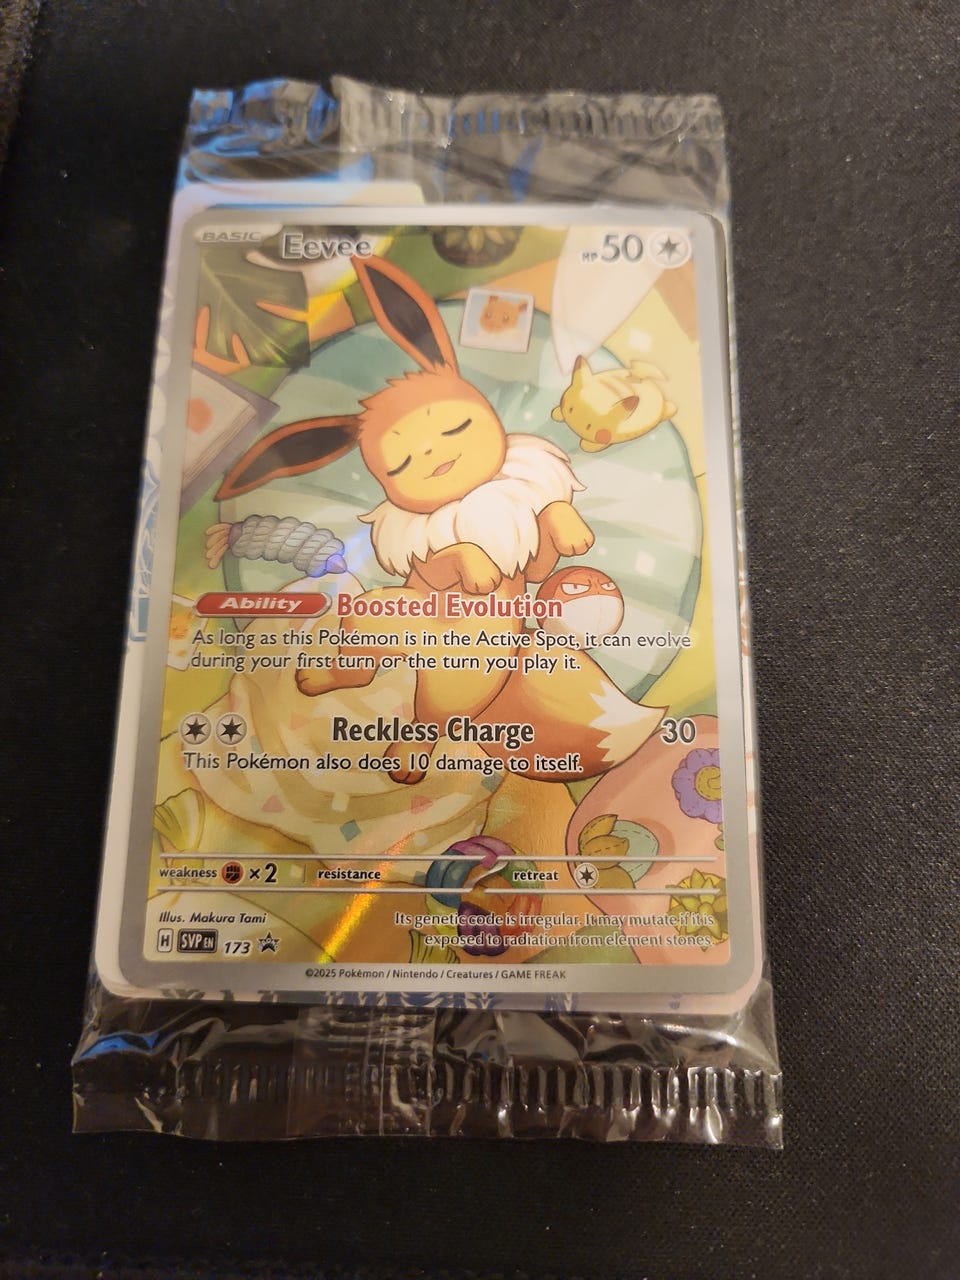 BASIC Eevee HP 50
Ability Boosted Evolution
As long as this Pokémon is in the Active Spot, it can evolve
during your first turn or the turn you play it.
Reckless Charge 30
This Pokémon also does 10 damage to itself.
weakness ×2 resistance retreat
Illus. Makura Tami
Its genetic code is irregular. It may mutate if it is
H SVP EN 173
exposed to radiation from element stones.
©2025 Pokémon / Nintendo / Creatures / GAME FREAK